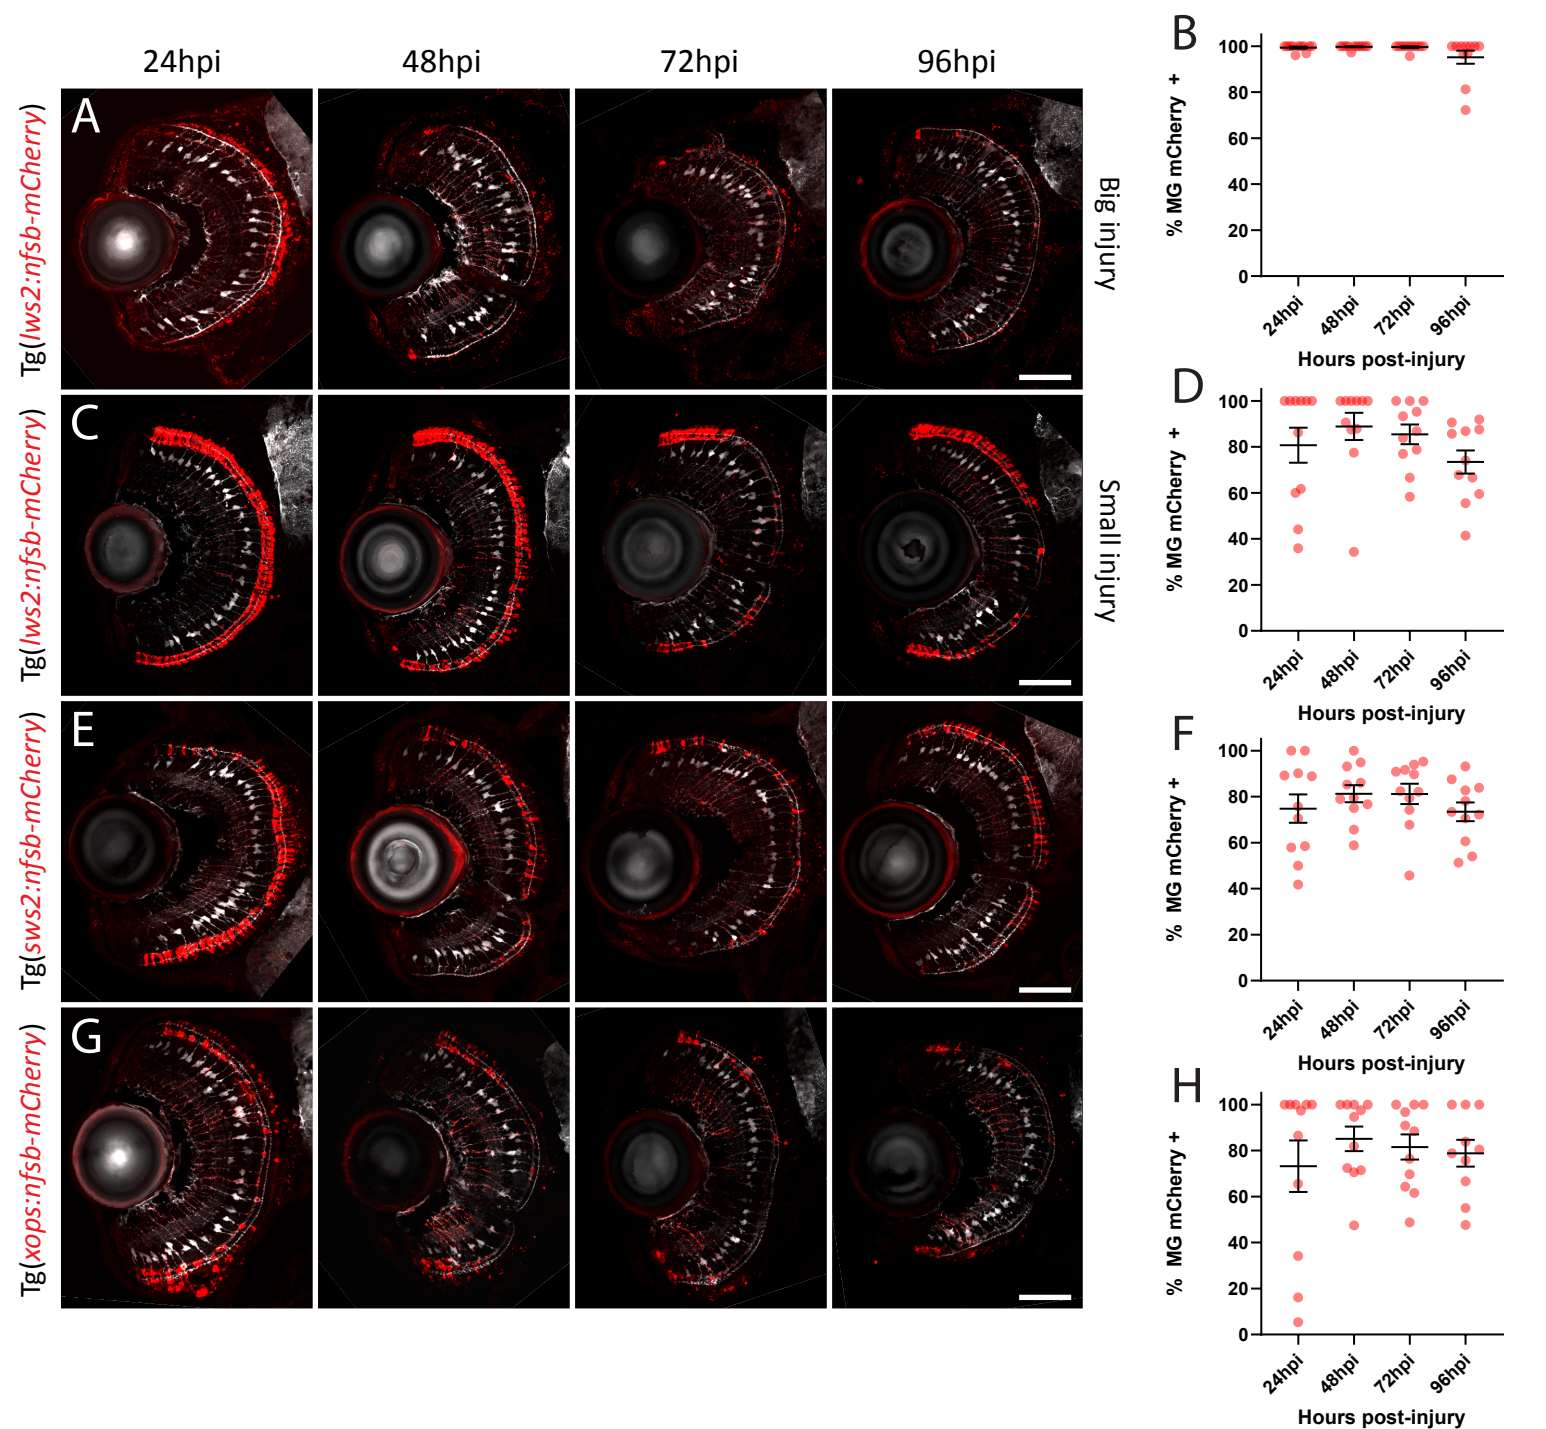 24hpi 48hpi 72hpi 96hpi
A
Tg(lws2:nfsb-mCherry)
Big injury
C
Tg(lws2:nfsb-mCherry)
Small injury
E
Tg(sws2:nfsb-mCherry)
G
Tg(xops:nfsb-mCherry)
B
% MG mCherry +
100
80
60
40
20
0
24hpi 48hpi 72hpi 96hpi
Hours post-injury
D
% MG mCherry +
100
80
60
40
20
0
24hpi 48hpi 72hpi 96hpi
Hours post-injury
F
% MG mCherry +
100
80
60
40
20
0
24hpi 48hpi 72hpi 96hpi
Hours post-injury
H
% MG mCherry +
100
80
60
40
20
0
24hpi 48hpi 72hpi 96hpi
Hours post-injury